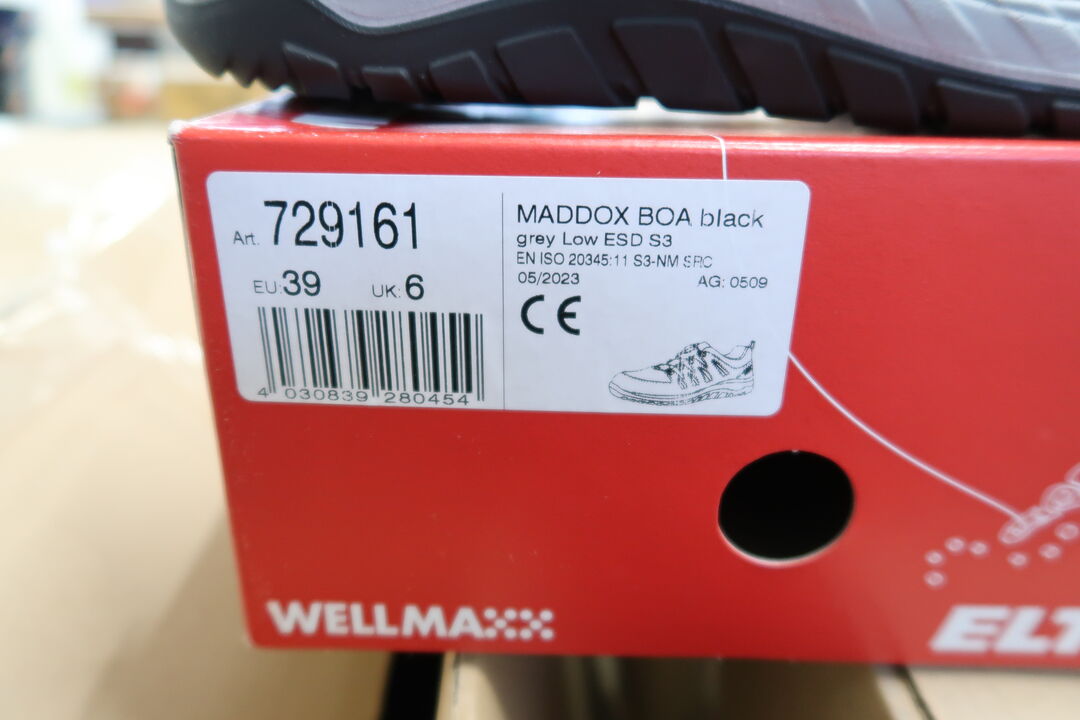 Art. 729161
EU: 39 UK: 6
4 030839 280454
MADDOX BOA black
grey Low ESD S3
EN ISO 20345:11 S3-NM SRC
05/2023 AG: 0509
CE
WELLMAXX
ELT